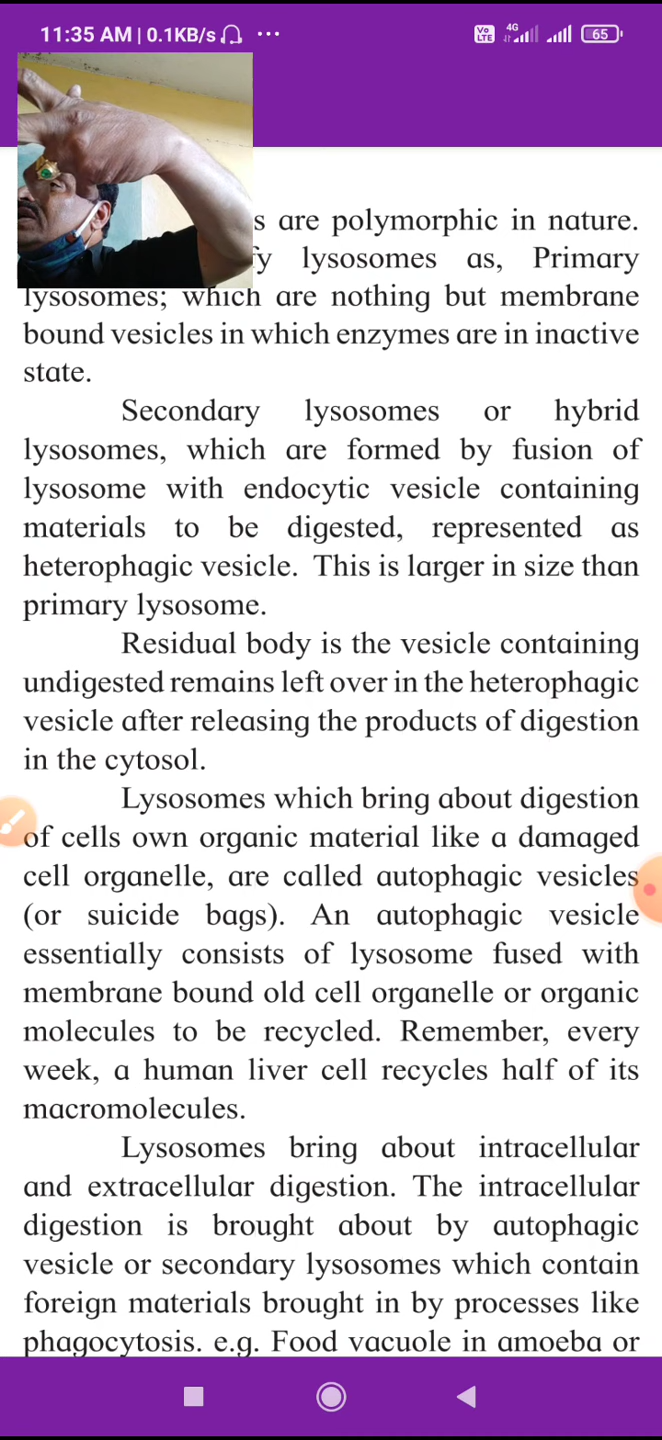 11:35 AM | 0.1KB/s ...
Vo LTE 4G 65
s are polymorphic in nature.
fy lysosomes as, Primary
lysosomes; which are nothing but membrane
bound vesicles in which enzymes are in inactive
state.
Secondary lysosomes or hybrid
lysosomes, which are formed by fusion of
lysosome with endocytic vesicle containing
materials to be digested, represented as
heterophagic vesicle. This is larger in size than
primary lysosome.
Residual body is the vesicle containing
undigested remains left over in the heterophagic
vesicle after releasing the products of digestion
in the cytosol.
Lysosomes which bring about digestion
of cells own organic material like a damaged
cell organelle, are called autophagic vesicles
(or suicide bags). An autophagic vesicle
essentially consists of lysosome fused with
membrane bound old cell organelle or organic
molecules to be recycled. Remember, every
week, a human liver cell recycles half of its
macromolecules.
Lysosomes bring about intracellular
and extracellular digestion. The intracellular
digestion is brought about by autophagic
vesicle or secondary lysosomes which contain
foreign materials brought in by processes like
phagocytosis. e.g. Food vacuole in amoeba or